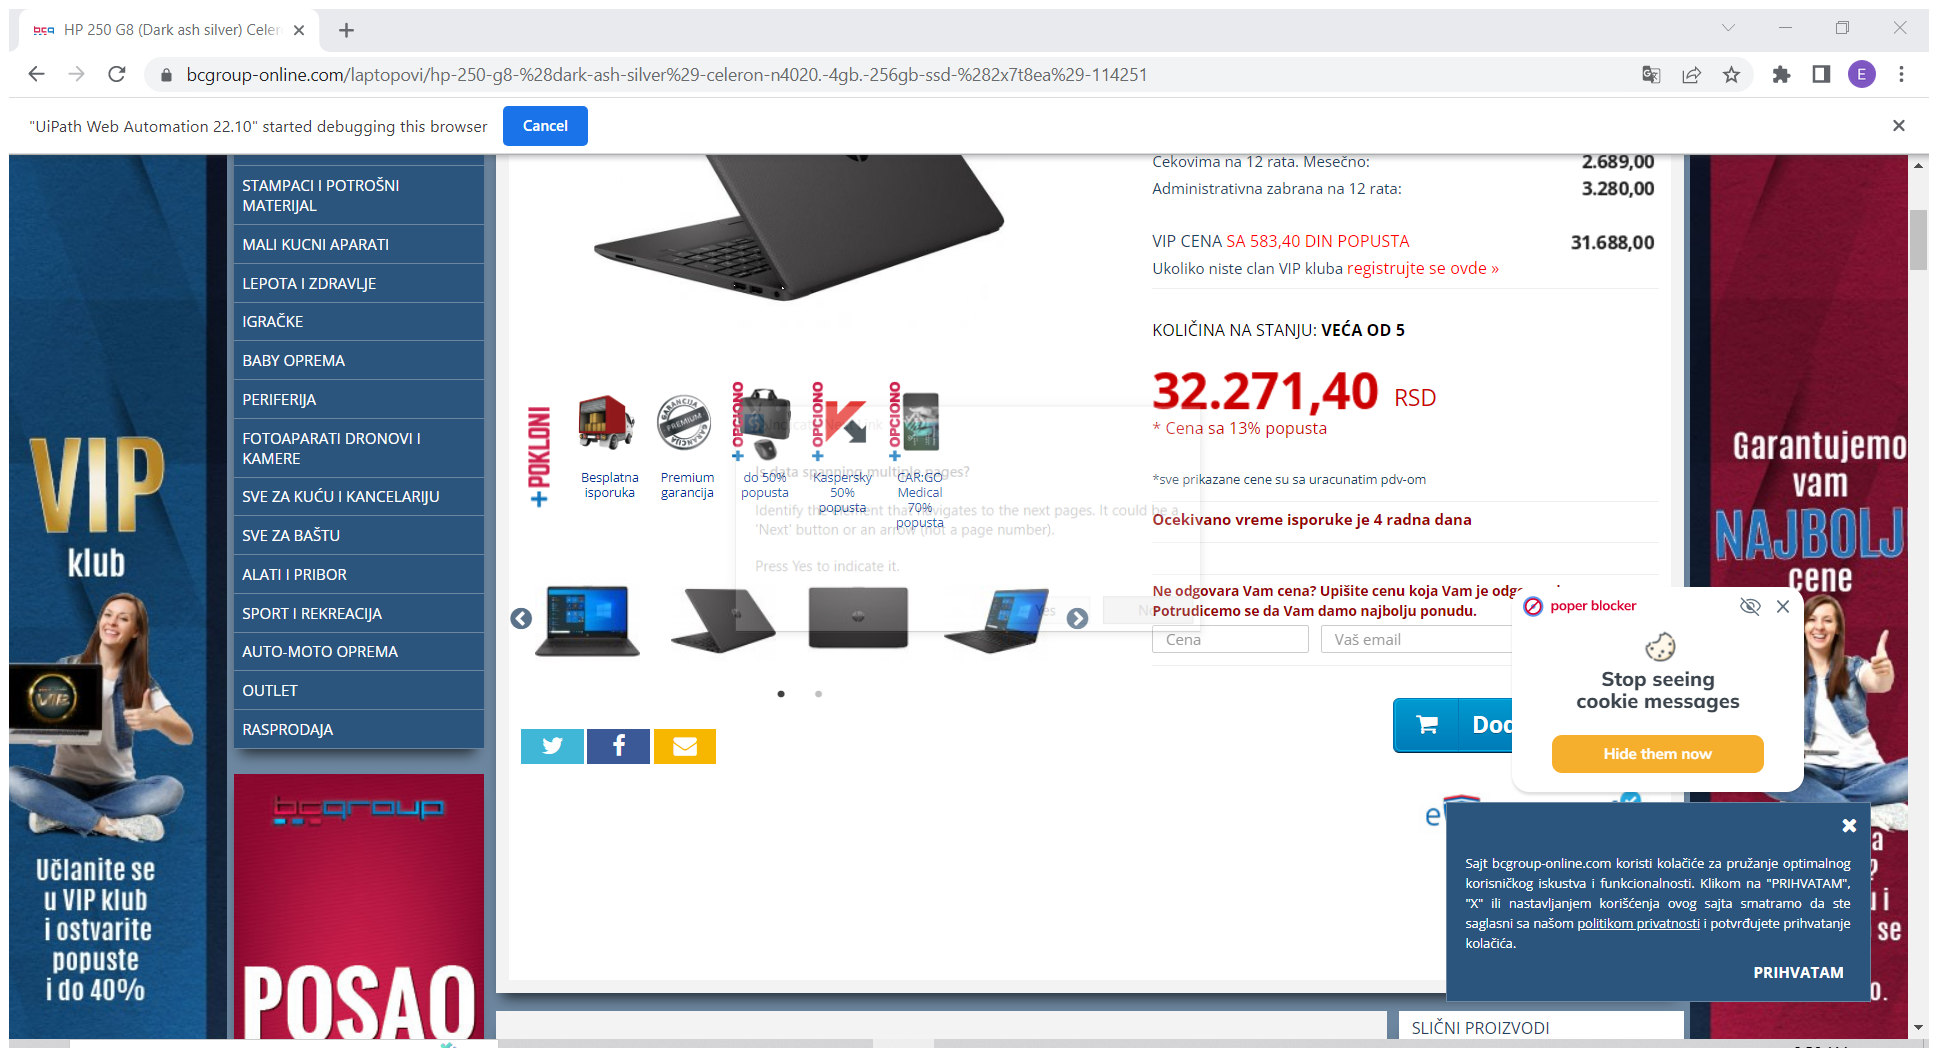 HP 250 G8 (Dark ash silver) Celer
bcgroup-online.com/laptopovi/hp-250-g8-%28dark-ash-silver%29-celeron-n4020.-4gb.-256gb-ssd-%282x7t8ea%29-114251
E
"UiPath Web Automation 22.10" started debugging this browser
Cancel
VIP
klub
Učlanite se
u VIP klub
i ostvarite
popuste
i do 40%
STAMPACI I POTROŠNI
MATERIJAL
MALI KUCNI APARATI
LEPOTA I ZDRAVLJE
IGRAČKE
BABY OPREMA
PERIFERIJA
FOTOAPARATI DRONOVI I
KAMERE
SVE ZA KUĆU I KANCELARIJU
SVE ZA BAŠTU
ALATI I PRIBOR
SPORT I REKREACIJA
AUTO-MOTO OPREMA
OUTLET
RASPRODAJA
bcgroup
POSAO
+POKLONI
Besplatna
isporuka
GARANCIJA
PREMIUM
Premium
garancija
+OPCIONO
do 50%
popusta
+OPCIONO
Kaspersky
50%
popusta
+OPCIONO
CAR:GO
Medical
70%
popusta
Is data spanning multiple pages?
Identify the element that navigates to the next pages. It could be a
'Next' button or an arrow (not a page number).
Press Yes to indicate it.
Yes
Cekovima na 12 rata. Mesečno: 2.689,00
Administrativna zabrana na 12 rata: 3.280,00
VIP CENA SA 583,40 DIN POPUSTA 31.688,00
Ukoliko niste clan VIP kluba registrujte se ovde »
KOLIČINA NA STANJU: VEĆA OD 5
32.271,40 RSD
* Cena sa 13% popusta
*sve prikazane cene su sa uracunatim pdv-om
Ocekivano vreme isporuke je 4 radna dana
Ne odgovara Vam cena? Upišite cenu koja Vam je odgo
Potrudicemo se da Vam damo najbolju ponudu.
Cena
Vaš email
Dod
poper blocker
Stop seeing
cookie messages
Hide them now
Sajt bcgroup-online.com koristi kolačiće za pružanje optimalnog
korisničkog iskustva i funkcionalnosti. Klikom na "PRIHVATAM",
"X" ili nastavljanjem korišćenja ovog sajta smatramo da ste
saglasni sa našom politikom privatnosti i potvrđujete prihvatanje
kolačića.
PRIHVATAM
SLIČNI PROIZVODI
Garantujemo
vam
NAJBOLJ
cene
se